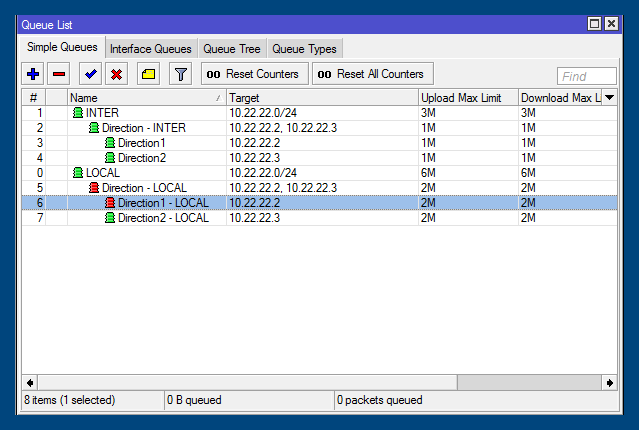 Queue List
Simple Queues Interface Queues Queue Tree Queue Types
00 Reset Counters 00 Reset All Counters Find
# Name / Target Upload Max Limit Download Max L
1 INTER 10.22.22.0/24 3M 3M
2 Direction - INTER 10.22.22.2, 10.22.22.3 1M 1M
3 Direction1 10.22.22.2 1M 1M
4 Direction2 10.22.22.3 1M 1M
0 LOCAL 10.22.22.0/24 6M 6M
5 Direction - LOCAL 10.22.22.2, 10.22.22.3 2M 2M
6 Direction1 - LOCAL 10.22.22.2 2M 2M
7 Direction2 - LOCAL 10.22.22.3 2M 2M
8 items (1 selected) 0 B queued 0 packets queued